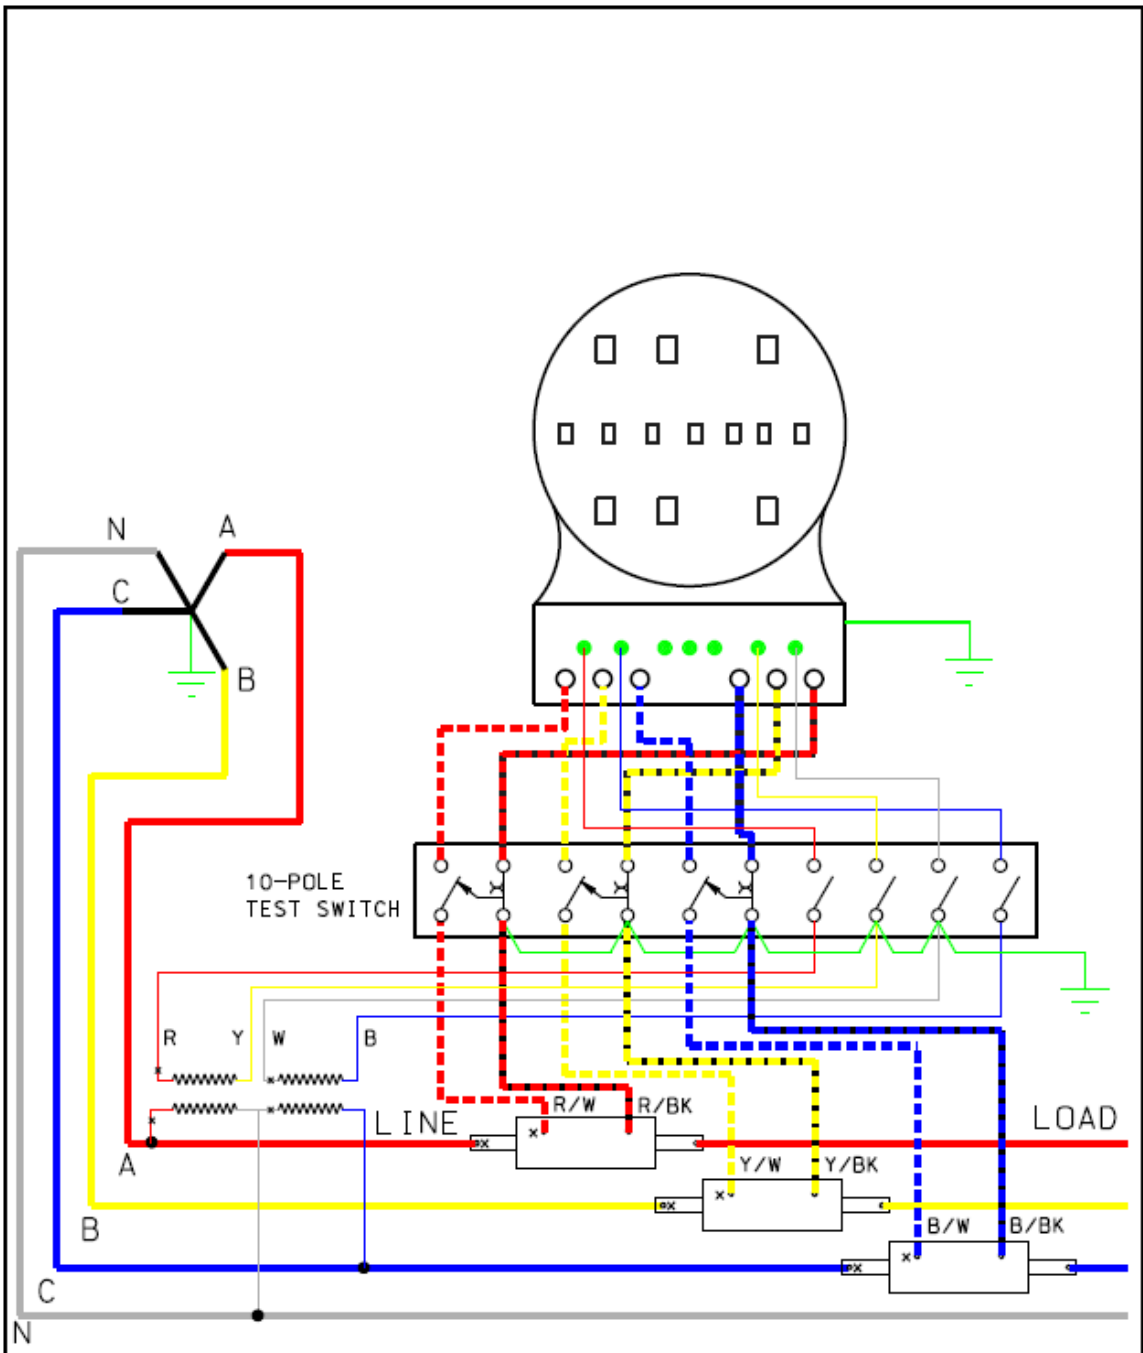 N
A
C
B
10-POLE
TEST SWITCH
R Y W B
LINE
R/W R/BK
LOAD
A
Y/W Y/BK
B
B/W B/BK
C
N